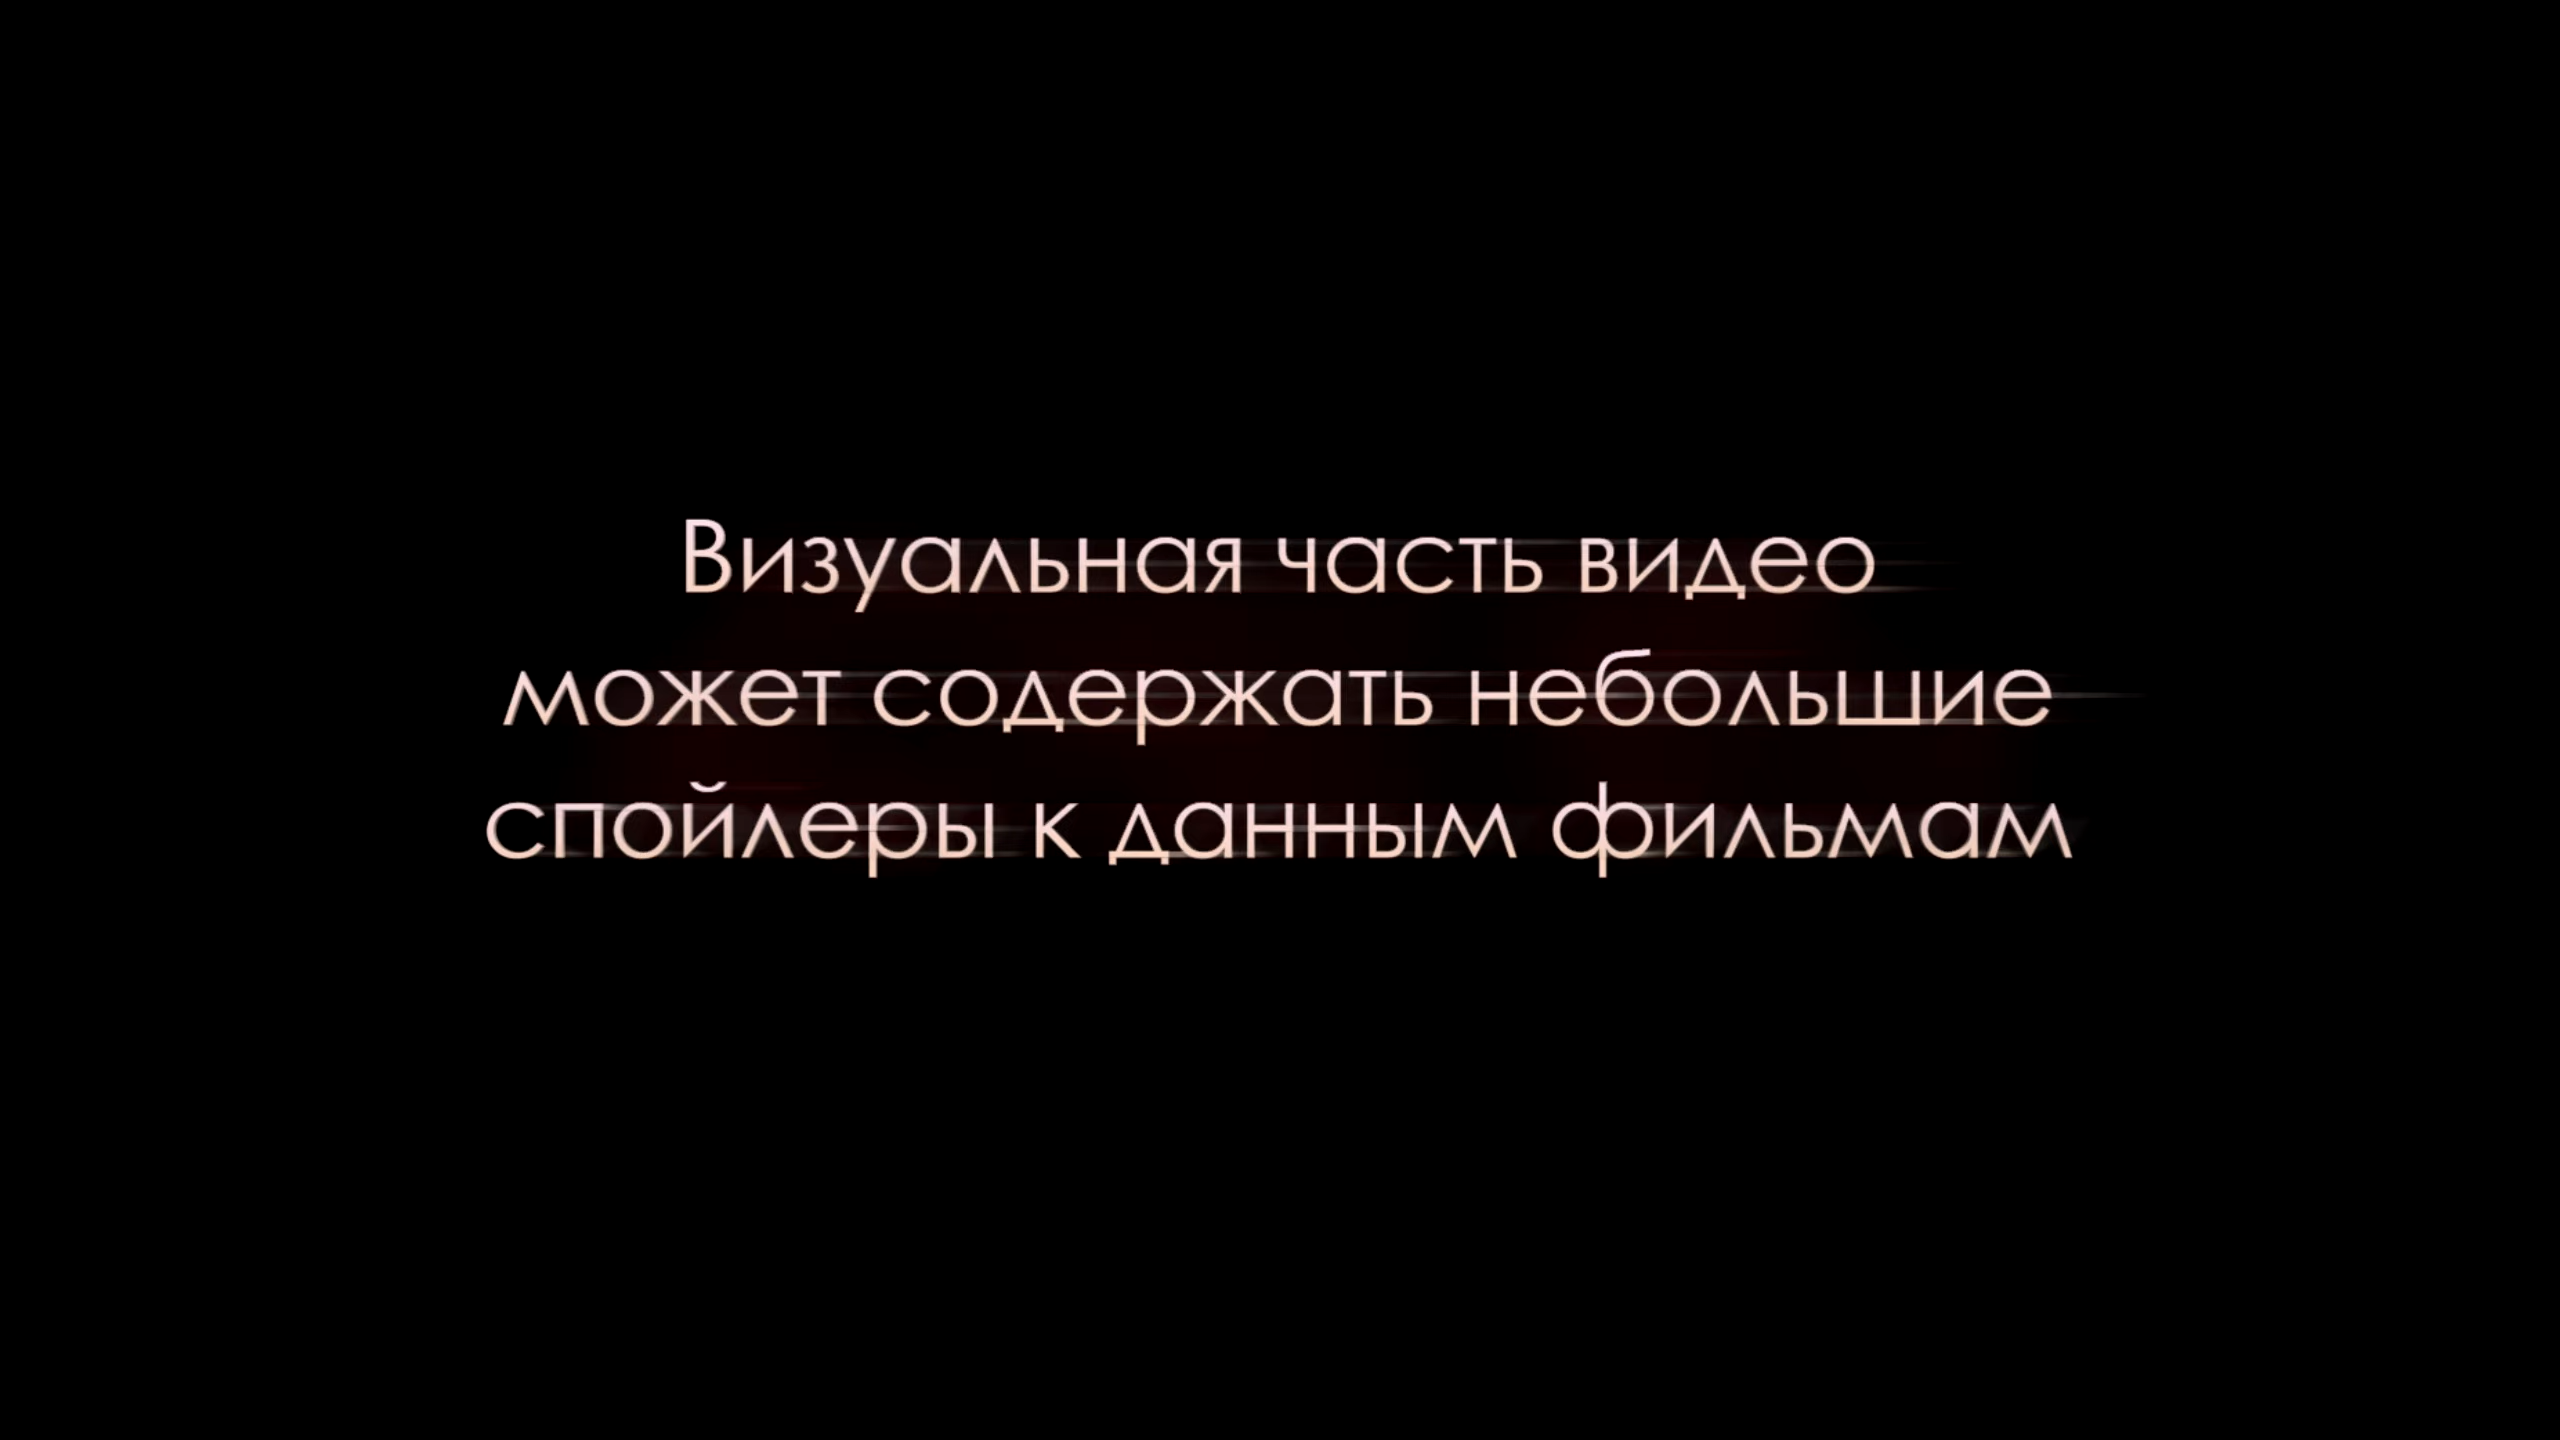 Визуальная часть видео
может содержать небольшие
спойлеры к данным фильмам